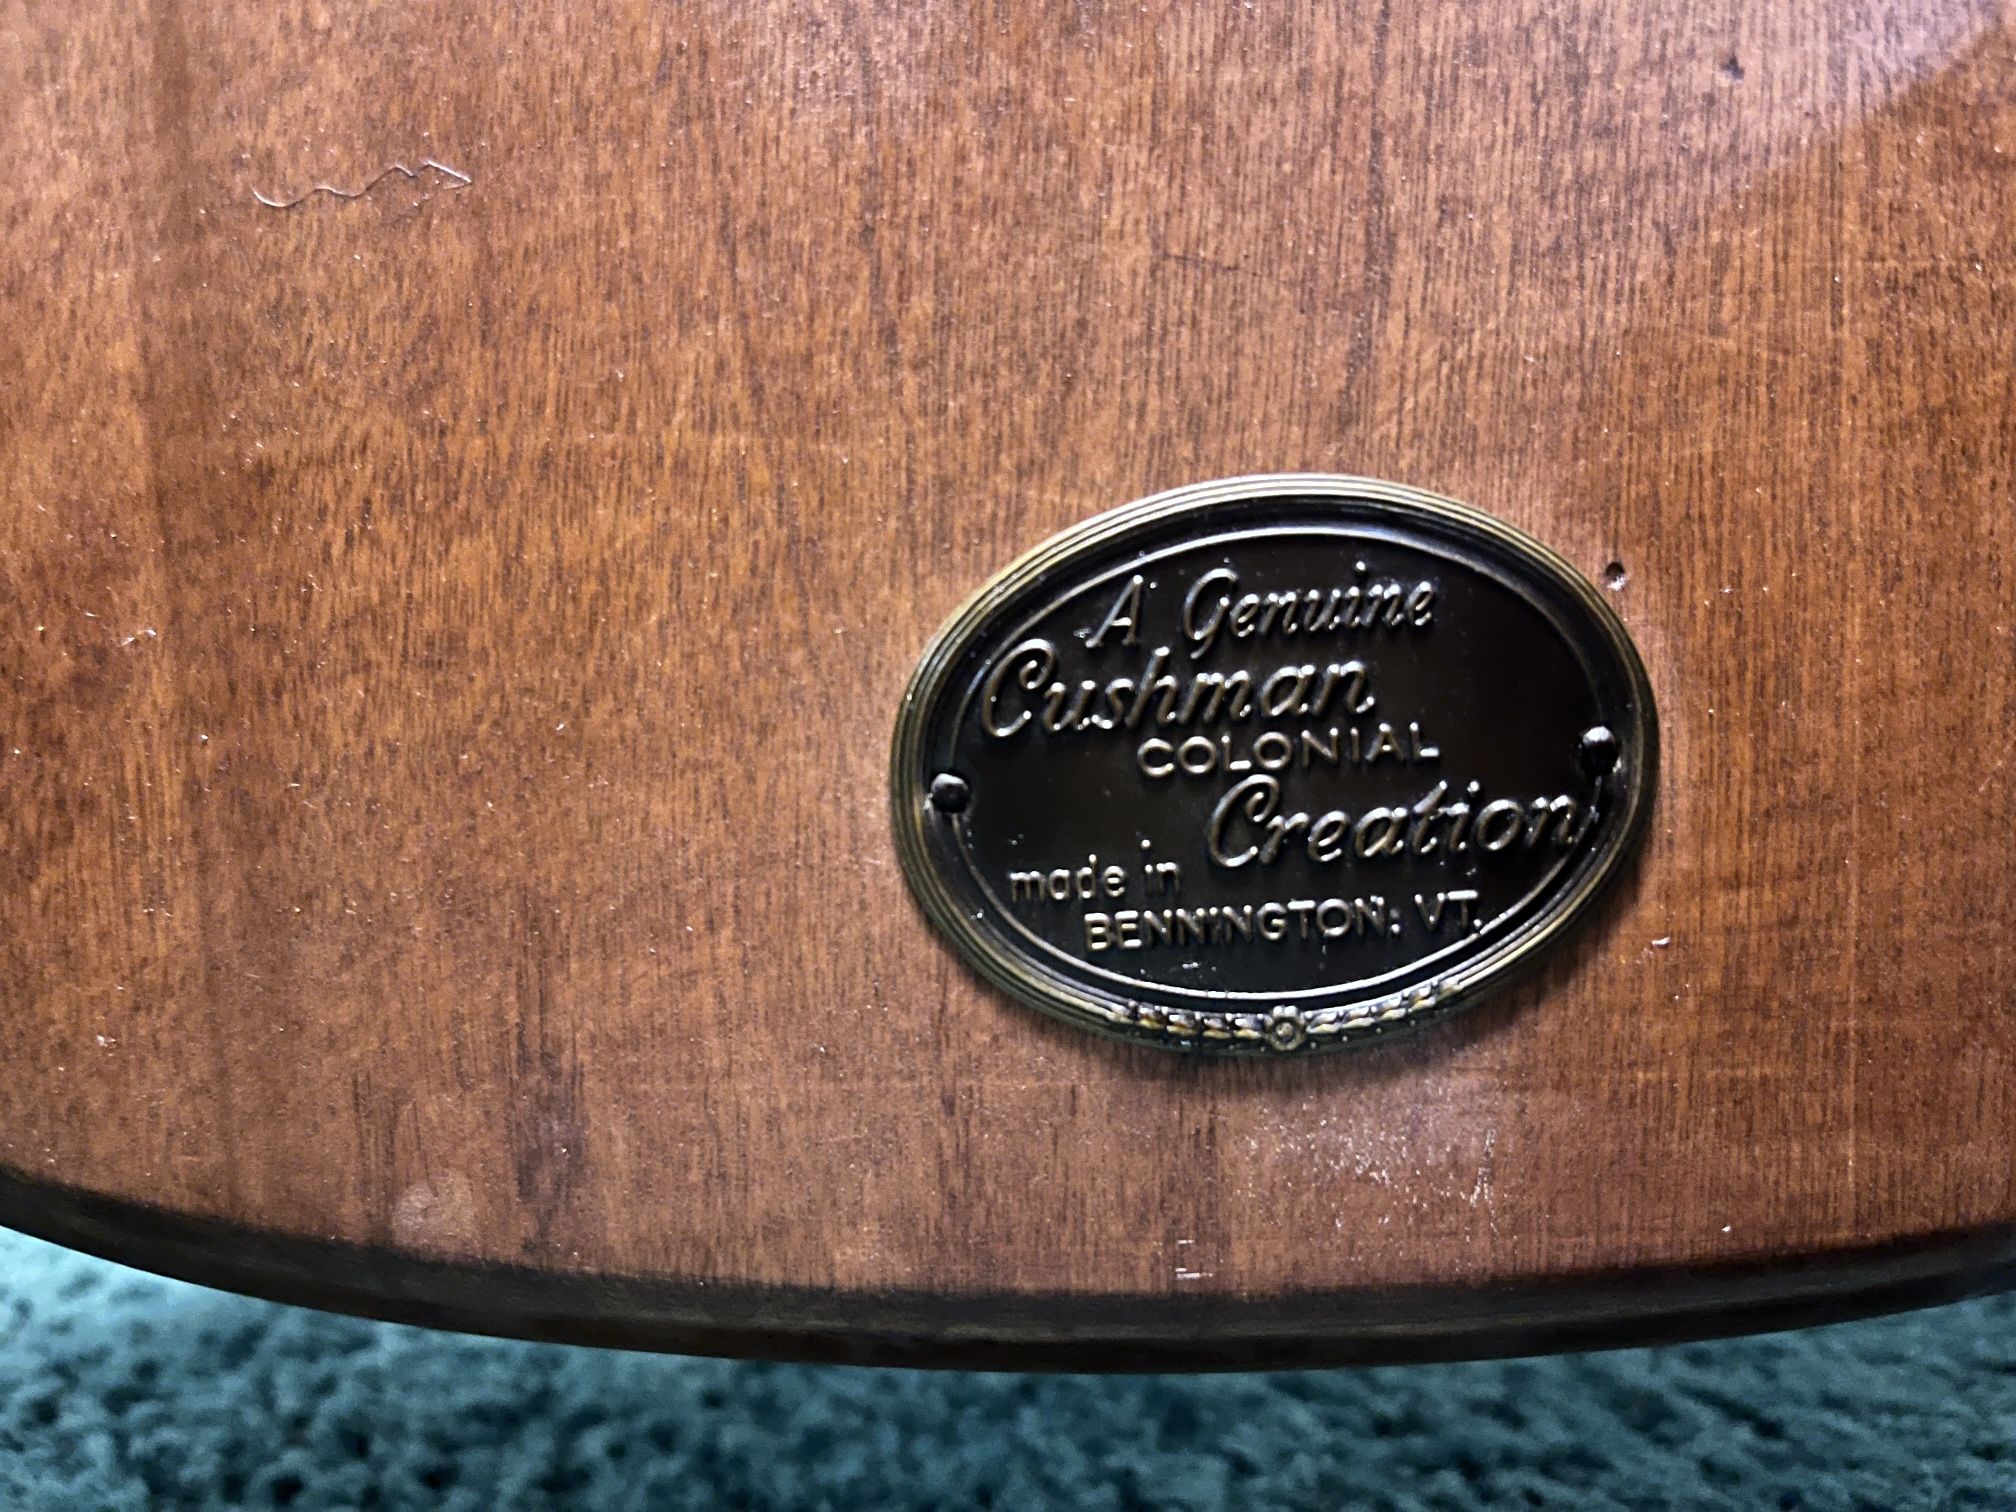 A Genuine
Cushman
COLONIAL
Creation
made in
BENNINGTON: VT.